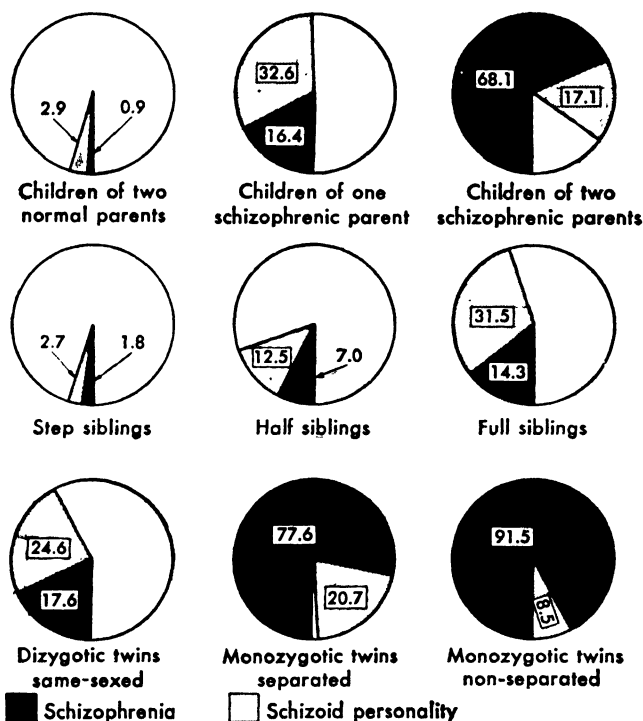 2.9 0.9
Children of two
normal parents
32.6
16.4
Children of one
schizophrenic parent
68.1
17.1
Children of two
schizophrenic parents
2.7 1.8
Step siblings
12.5 7.0
Half siblings
31.5
14.3
Full siblings
24.6
17.6
Dizygotic twins
same-sexed
77.6
20.7
Monozygotic twins
separated
91.5
8.5
Monozygotic twins
non-separated
Schizophrenia
Schizoid personality